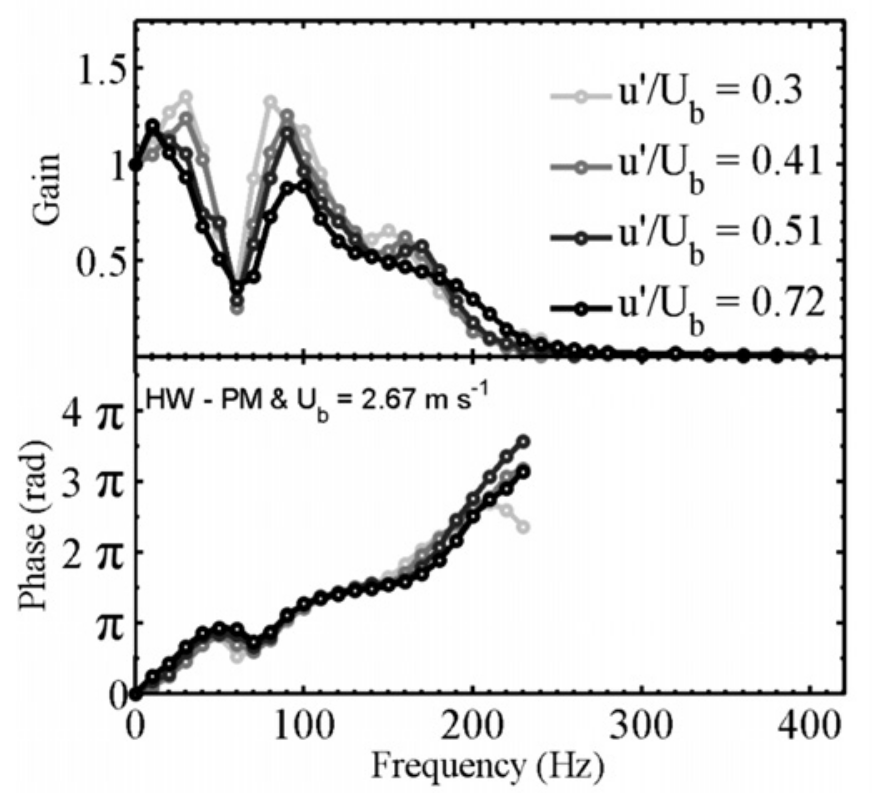 1.5
1
0.5
Gain
u'/U_b = 0.3
u'/U_b = 0.41
u'/U_b = 0.51
u'/U_b = 0.72
HW - PM & U_b = 2.67 m s⁻¹
4 π
3 π
2 π
π
0
Phase (rad)
0 100 200 300 400
Frequency (Hz)